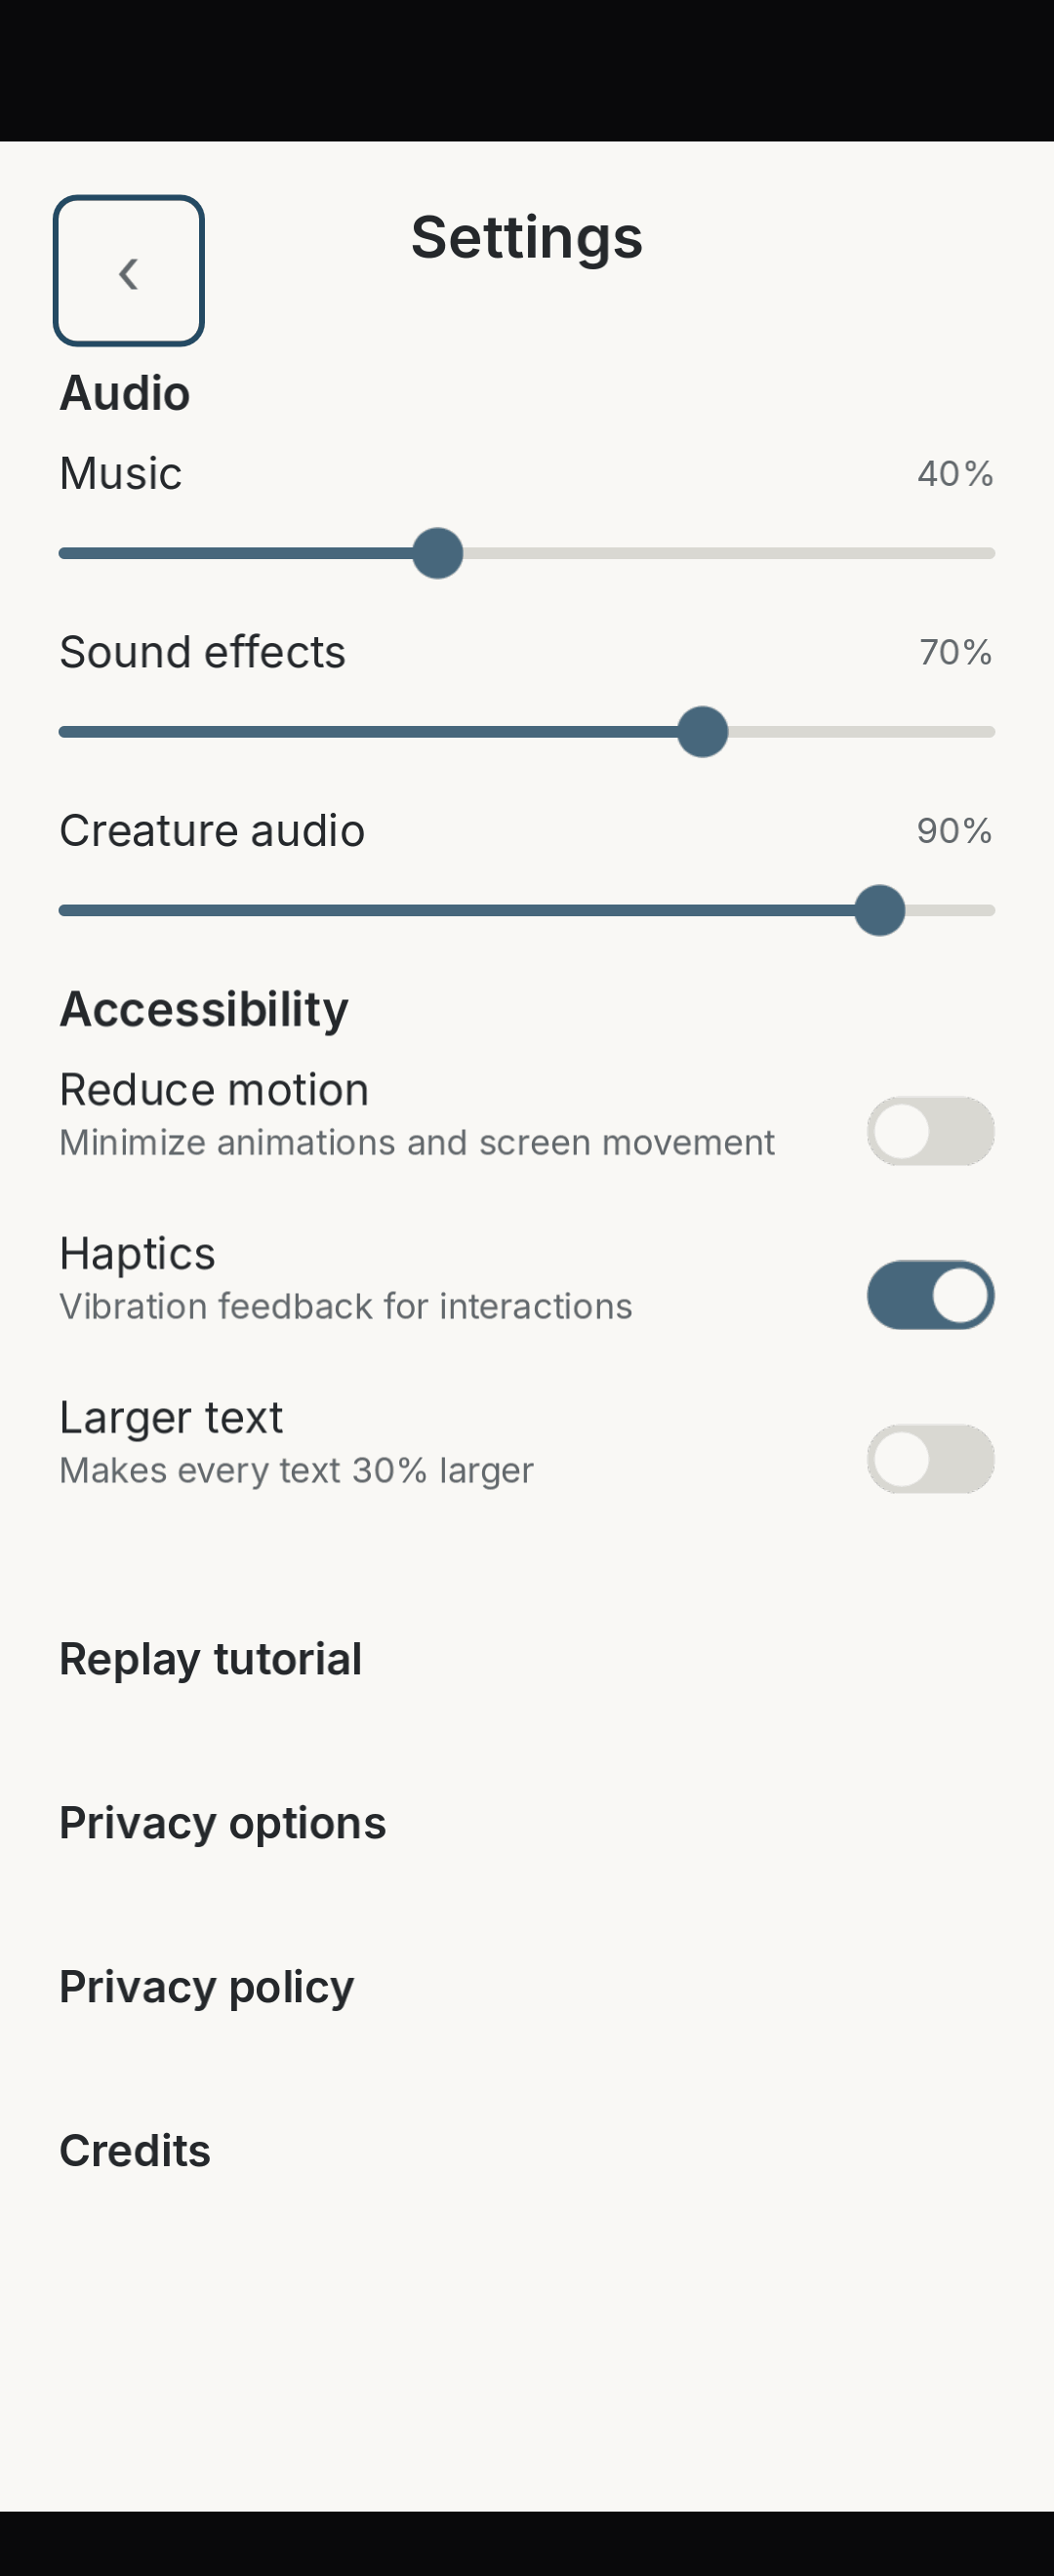 ‹
Settings
Audio
Music 40%
Sound effects 70%
Creature audio 90%
Accessibility
Reduce motion
Minimize animations and screen movement
Haptics
Vibration feedback for interactions
Larger text
Makes every text 30% larger
Replay tutorial
Privacy options
Privacy policy
Credits